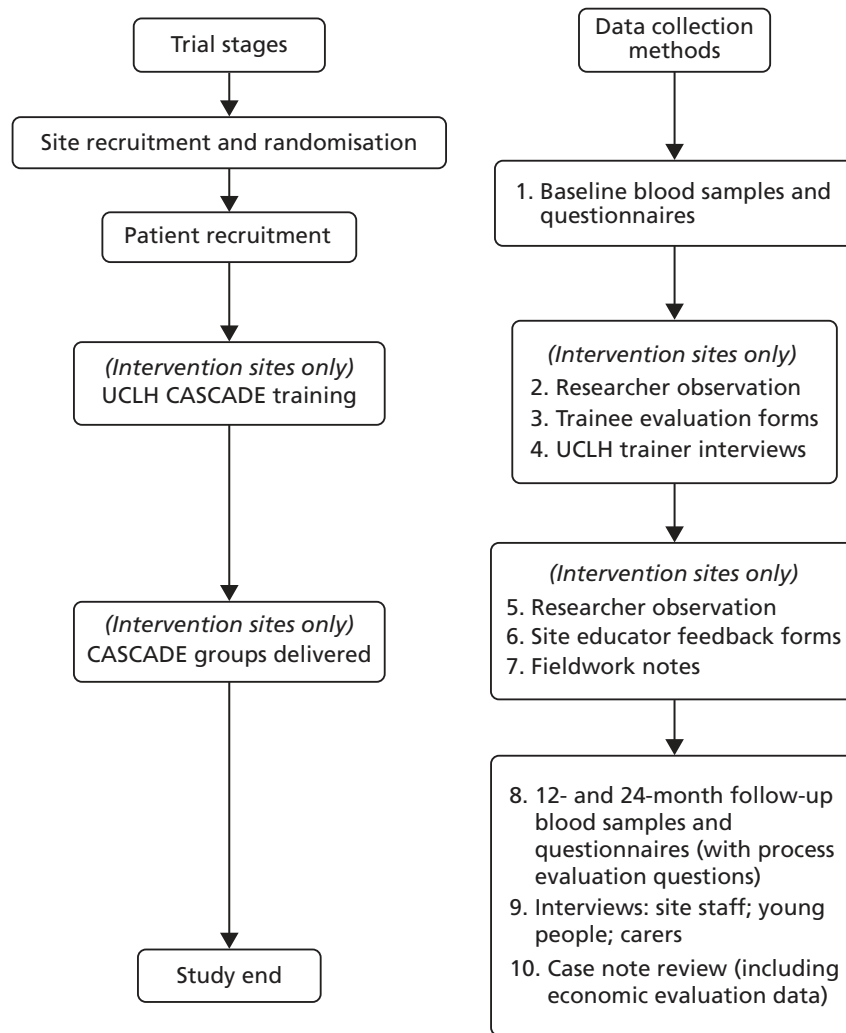 Trial stages
Site recruitment and randomisation
Patient recruitment
(Intervention sites only)
UCLH CASCADE training
(Intervention sites only)
CASCADE groups delivered
Study end
Data collection
methods
1. Baseline blood samples and
questionnaires
(Intervention sites only)
2. Researcher observation
3. Trainee evaluation forms
4. UCLH trainer interviews
(Intervention sites only)
5. Researcher observation
6. Site educator feedback forms
7. Fieldwork notes
8. 12- and 24-month follow-up
blood samples and
questionnaires (with process
evaluation questions)
9. Interviews: site staff; young
people; carers
10. Case note review (including
economic evaluation data)